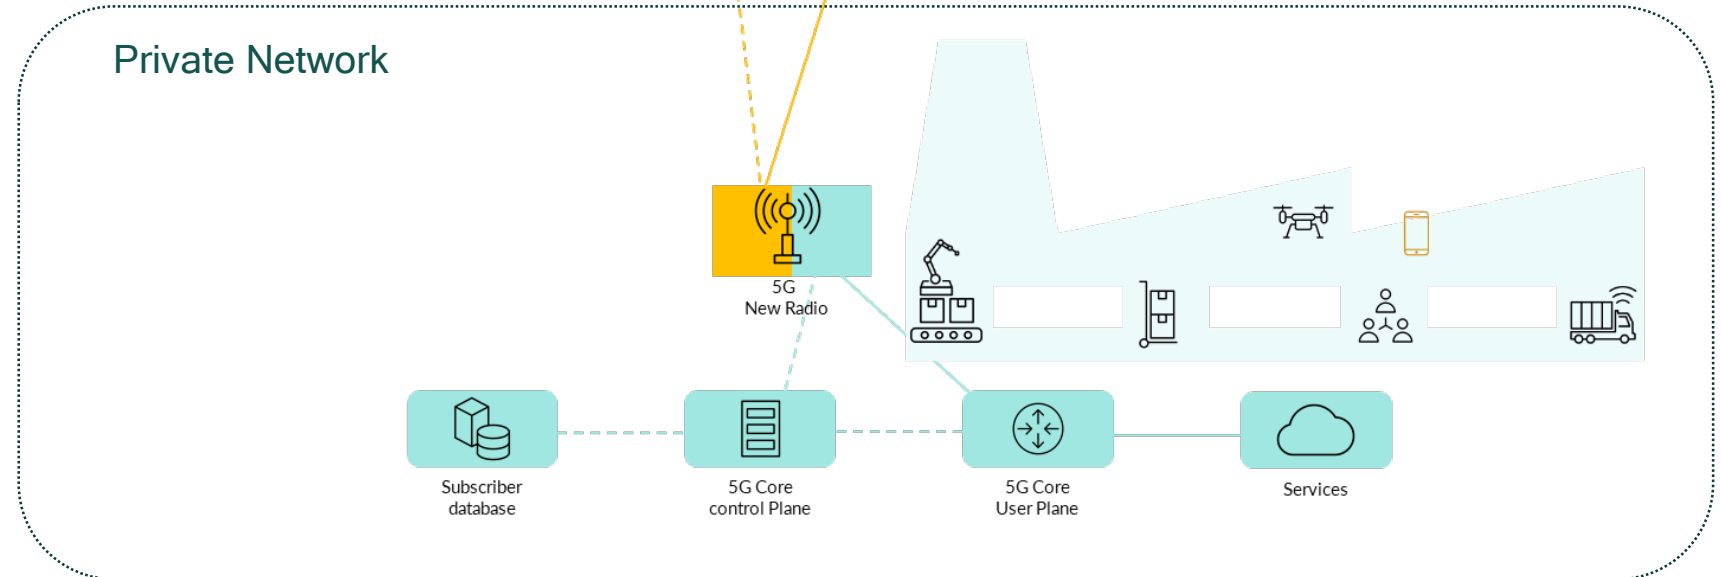 Private Network
5G
New Radio
Subscriber
database
5G Core
control Plane
5G Core
User Plane
Services